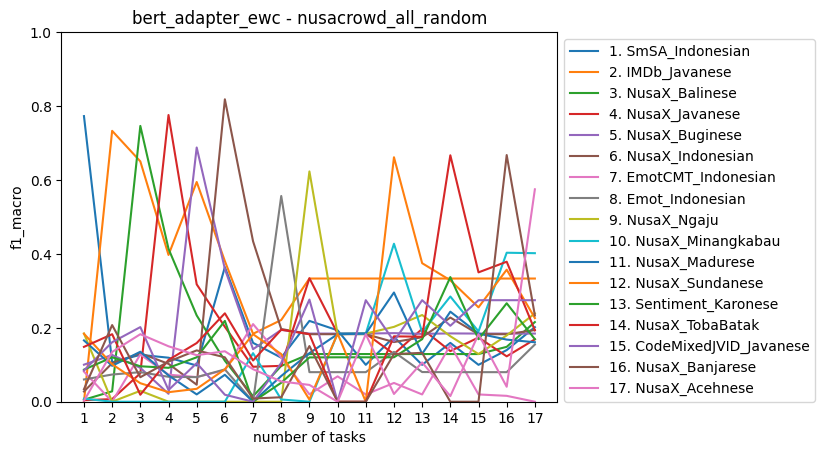 bert_adapter_ewc - nusacrowd_all_random
f1_macro
1.0
0.8
0.6
0.4
0.2
0.0
1 2 3 4 5 6 7 8 9 10 11 12 13 14 15 16 17
number of tasks
1. SmSA_Indonesian
2. IMDb_Javanese
3. NusaX_Balinese
4. NusaX_Javanese
5. NusaX_Buginese
6. NusaX_Indonesian
7. EmotCMT_Indonesian
8. Emot_Indonesian
9. NusaX_Ngaju
10. NusaX_Minangkabau
11. NusaX_Madurese
12. NusaX_Sundanese
13. Sentiment_Karonese
14. NusaX_TobaBatak
15. CodeMixedJVID_Javanese
16. NusaX_Banjarese
17. NusaX_Acehnese